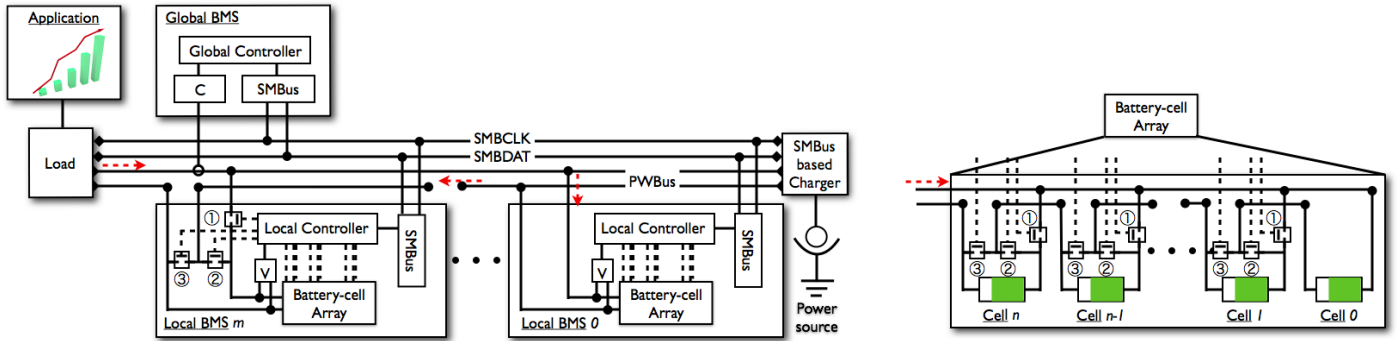 Application
Global BMS
Global Controller
C
SMBus
Load
SMBCLK
SMBDAT
PWBus
SMBus
based
Charger
Power
source
①
Local Controller
③
②
V
SMBus
Battery-cell
Array
Local BMS m
Local Controller
V
SMBus
Battery-cell
Array
Local BMS 0
Battery-cell
Array
①
①
①
③
②
③
②
③
②
Cell n
Cell n-1
Cell 1
Cell 0